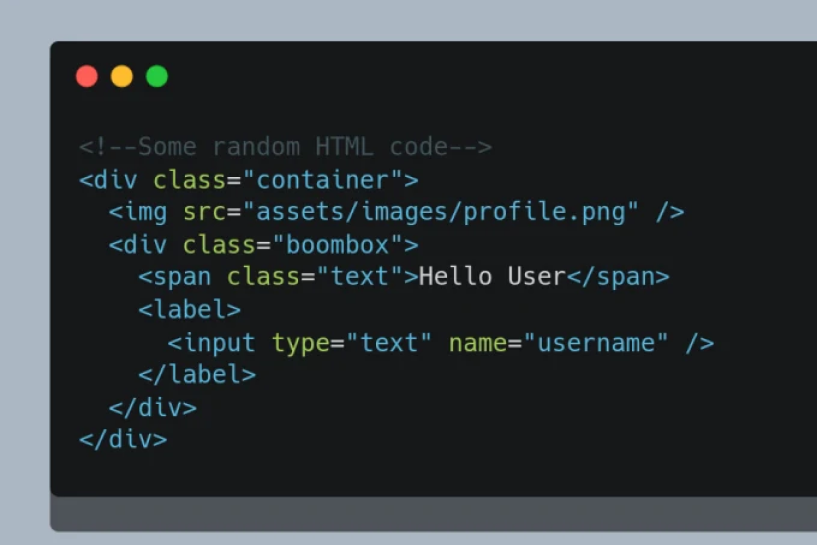 <!--Some random HTML code-->
<div class="container">
  <img src="assets/images/profile.png" />
  <div class="boombox">
    <span class="text">Hello User</span>
    <label>
      <input type="text" name="username" />
    </label>
  </div>
</div>